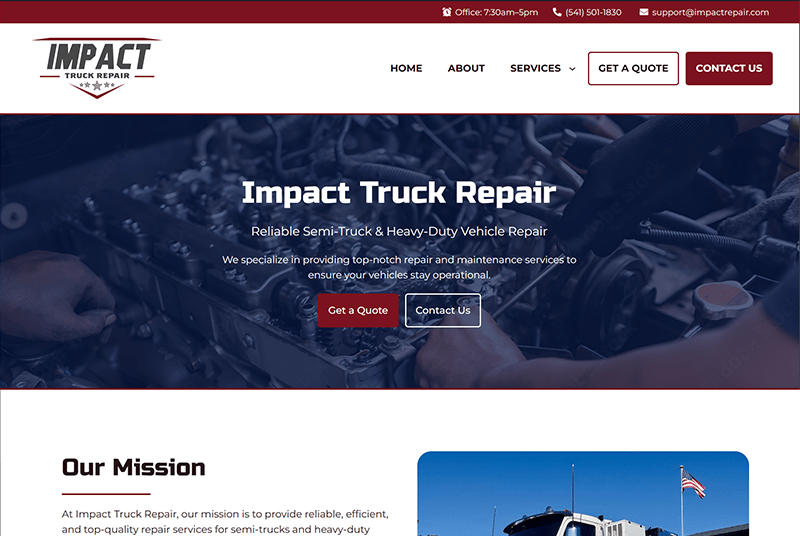 Office: 7:30am–5pm (541) 501-1830 support@impactrepair.com
IMPACT
TRUCK REPAIR
HOME ABOUT SERVICES GET A QUOTE CONTACT US
Impact Truck Repair
Reliable Semi-Truck & Heavy-Duty Vehicle Repair
We specialize in providing top-notch repair and maintenance services to
ensure your vehicles stay operational.
Get a Quote Contact Us
Our Mission
At Impact Truck Repair, our mission is to provide reliable, efficient,
and top-quality repair services for semi-trucks and heavy-duty